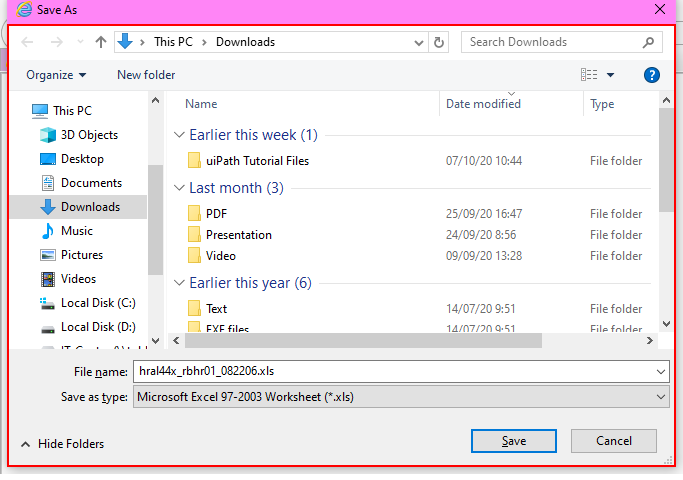 Save As
This PC > Downloads
Search Downloads
Organize
New folder
Name
Date modified
Type
This PC
3D Objects
Desktop
Documents
Downloads
Music
Pictures
Videos
Local Disk (C:)
Local Disk (D:)
Earlier this week (1)
uiPath Tutorial Files 07/10/20 10:44 File folder
Last month (3)
PDF 25/09/20 16:47 File folder
Presentation 24/09/20 8:56 File folder
Video 09/09/20 13:28 File folder
Earlier this year (6)
Text 14/07/20 9:51 File folder
EXE files 14/07/20 9:51 File folder
File name: hral44x_rbhr01_082206.xls
Save as type: Microsoft Excel 97-2003 Worksheet (*.xls)
Hide Folders
Save
Cancel